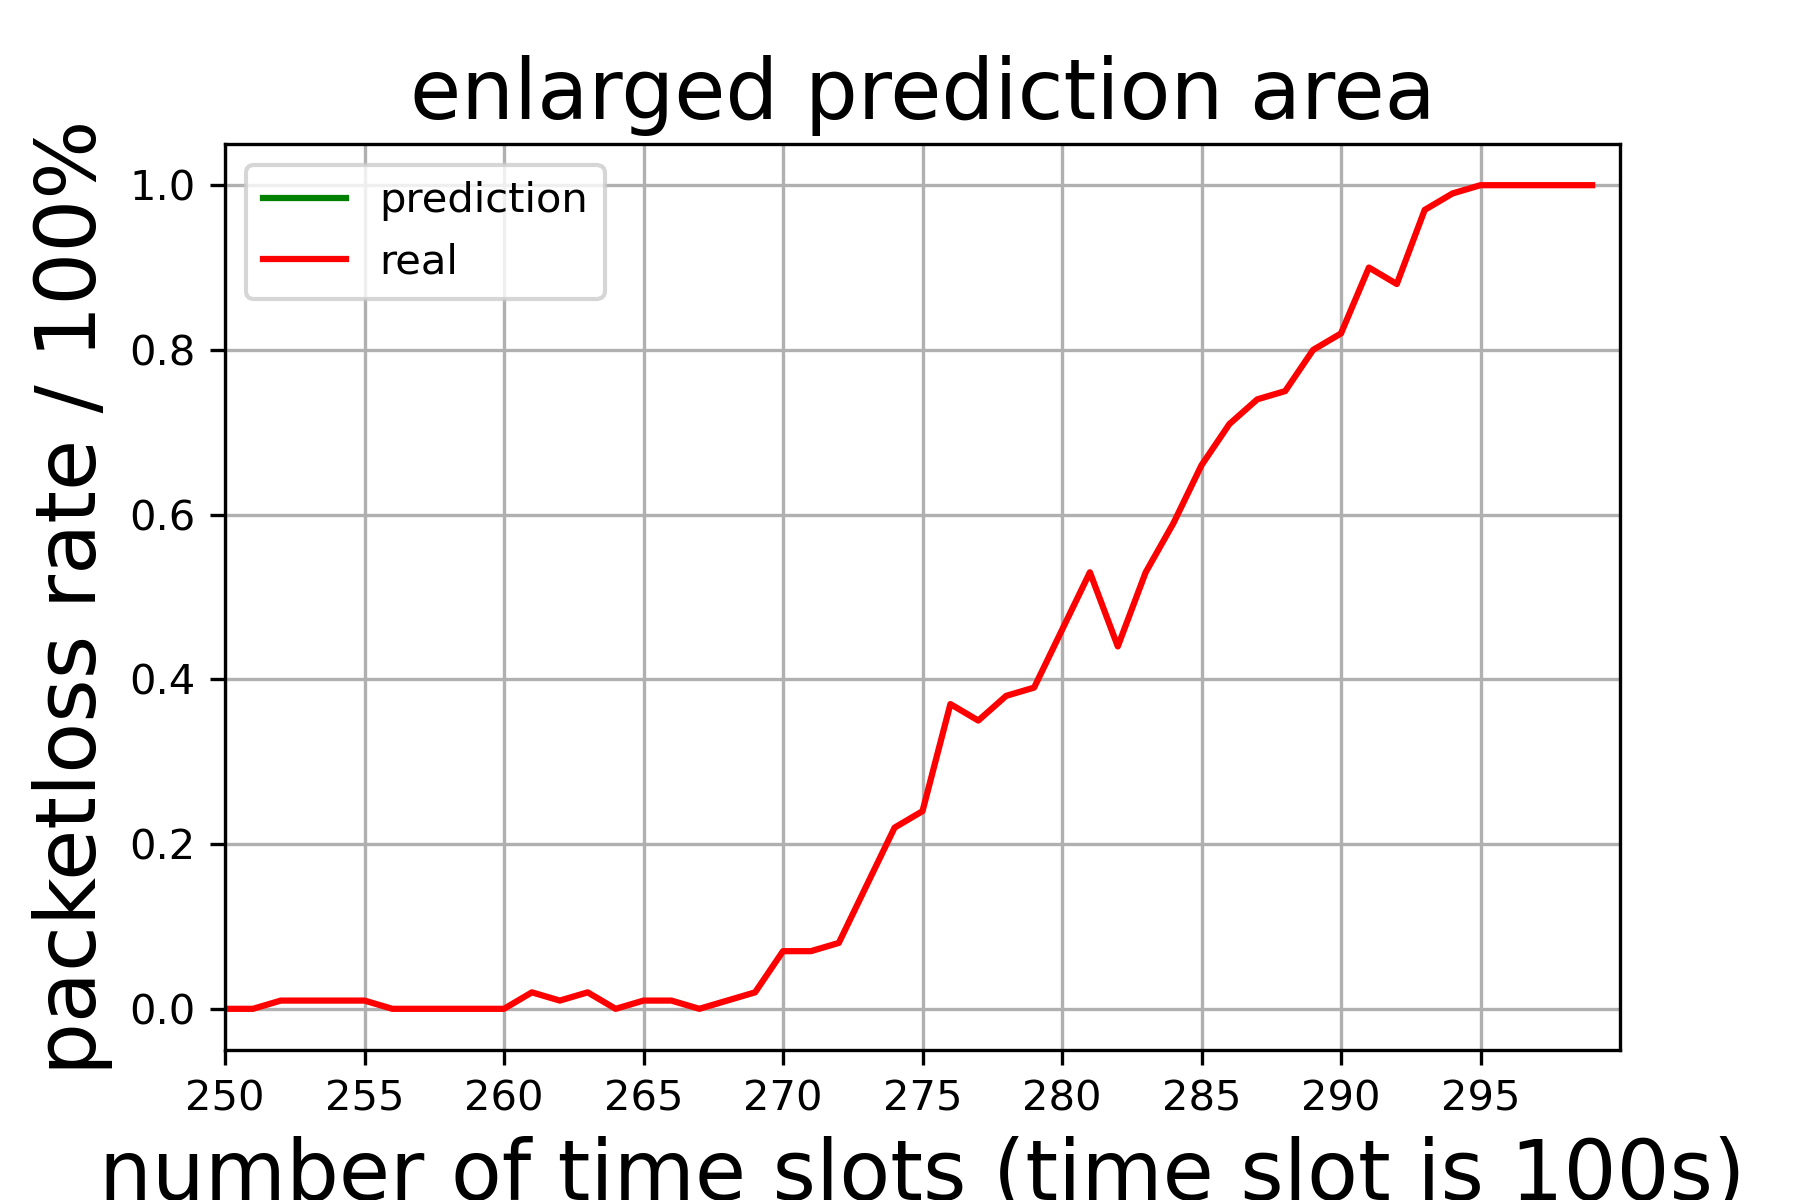 enlarged prediction area
packetloss rate / 100%
1.0
0.8
0.6
0.4
0.2
0.0
prediction
real
250 255 260 265 270 275 280 285 290 295
number of time slots (time slot is 100s)